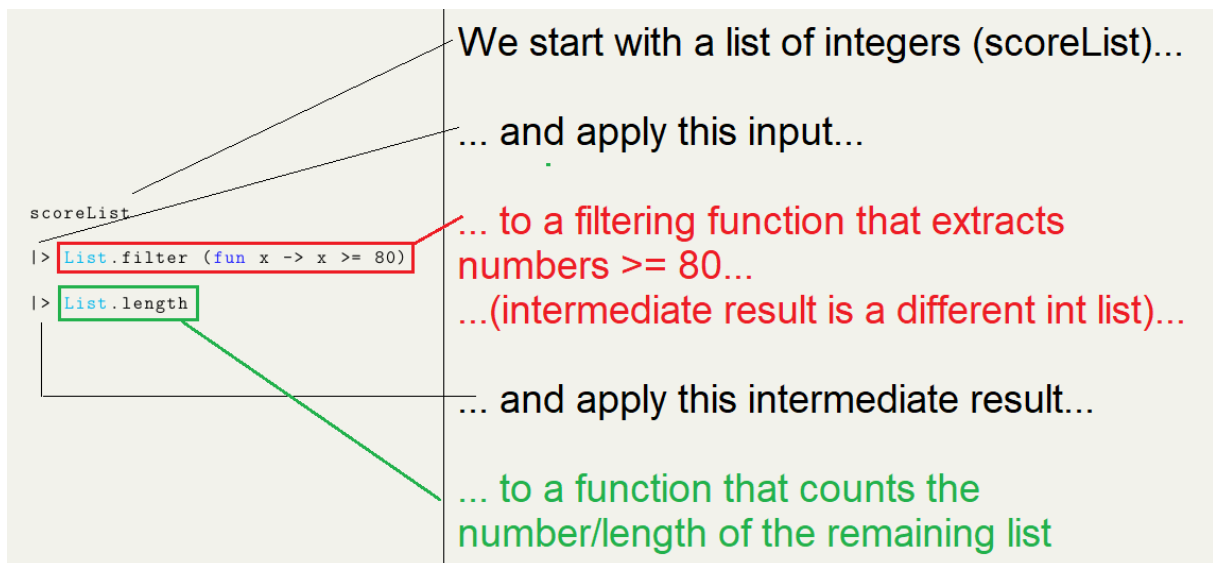 We start with a list of integers (scoreList)...
... and apply this input...
scoreList
|> List.filter (fun x -> x >= 80)
|> List.length
... to a filtering function that extracts
numbers >= 80...
...(intermediate result is a different int list)...
... and apply this intermediate result...
... to a function that counts the
number/length of the remaining list